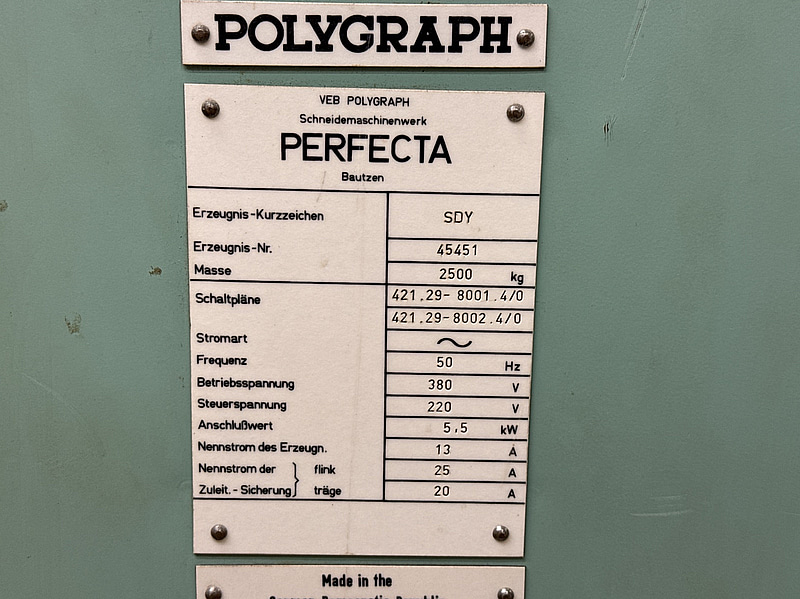 POLYGRAPH
VEB POLYGRAPH
Schneidemaschinenwerk
PERFECTA
Bautzen
Erzeugnis-Kurzzeichen SDY
Erzeugnis-Nr. 45451
Masse 2500 kg
Schaltpläne 421.29-8001.4/0
421.29-8002.4/0
Stromart ~
Frequenz 50 Hz
Betriebsspannung 380 V
Steuerspannung 220 V
Anschlußwert 5,5 kW
Nennstrom des Erzeugn. 13 A
Nennstrom der } flink 25 A
Zuleit.-Sicherung } träge 20 A
Made in the